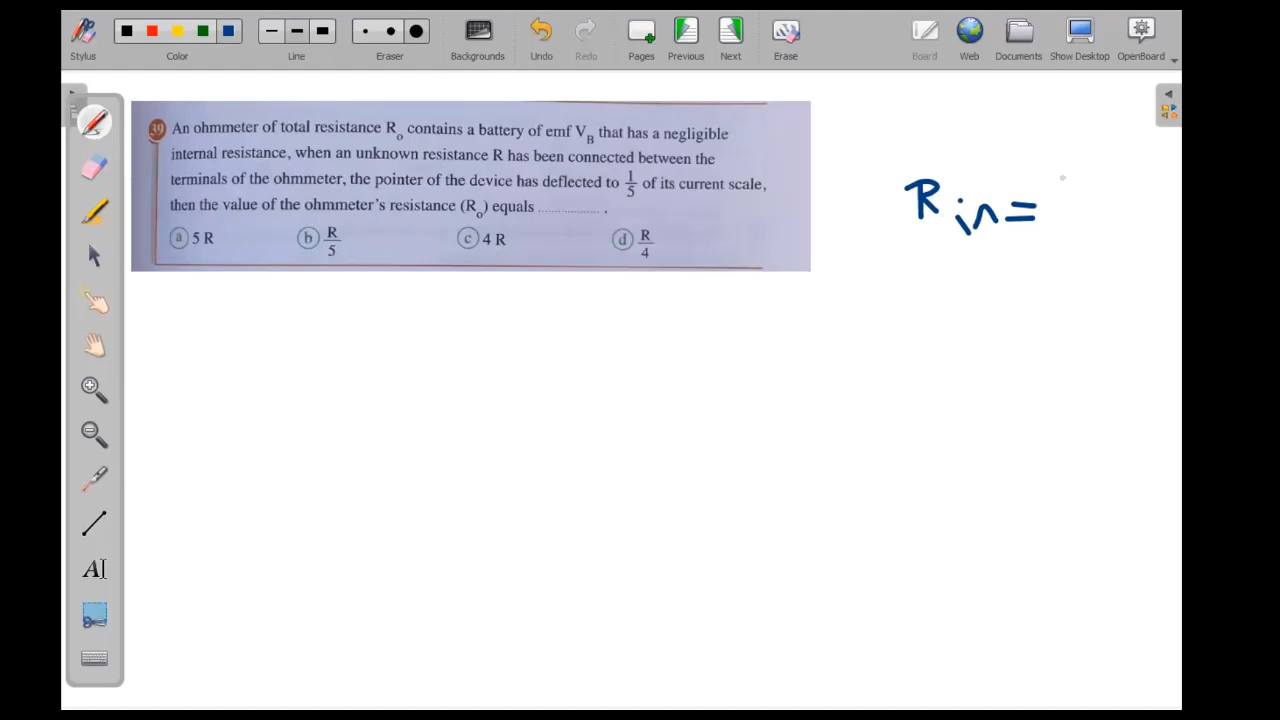 Stylus
Color
Line
Eraser
Backgrounds
Undo
Redo
Pages
Previous
Next
Erase
Board
Web
Documents
Show Desktop
OpenBoard
39 An ohmmeter of total resistance Rₒ contains a battery of emf V_B that has a negligible
internal resistance, when an unknown resistance R has been connected between the
terminals of the ohmmeter, the pointer of the device has deflected to 1/5 of its current scale,
then the value of the ohmmeter's resistance (Rₒ) equals .................. .
a 5 R
b R/5
c 4 R
d R/4
R in =
A